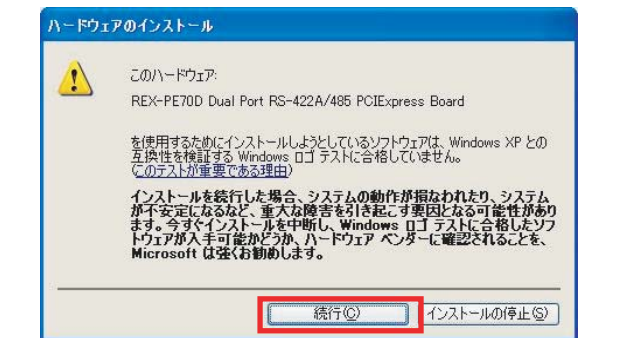 ハードウェアのインストール
このハードウェア:
REX-PE70D Dual Port RS-422A/485 PCIExpress Board
を使用するためにインストールしようとしているソフトウェアは、Windows XP との
互換性を検証する Windows ロゴ テストに合格していません。
(このテストが重要である理由)
インストールを続行した場合、システムの動作が損なわれたり、システム
が不安定になるなど、重大な障害を引き起こす要因となる可能性があり
ます。今すぐインストールを中断し、Windows ロゴ テストに合格したソフ
トウェアが入手可能かどうか、ハードウェア ベンダーに確認されることを、
Microsoft は強くお勧めします。
続行(C) インストールの停止(S)